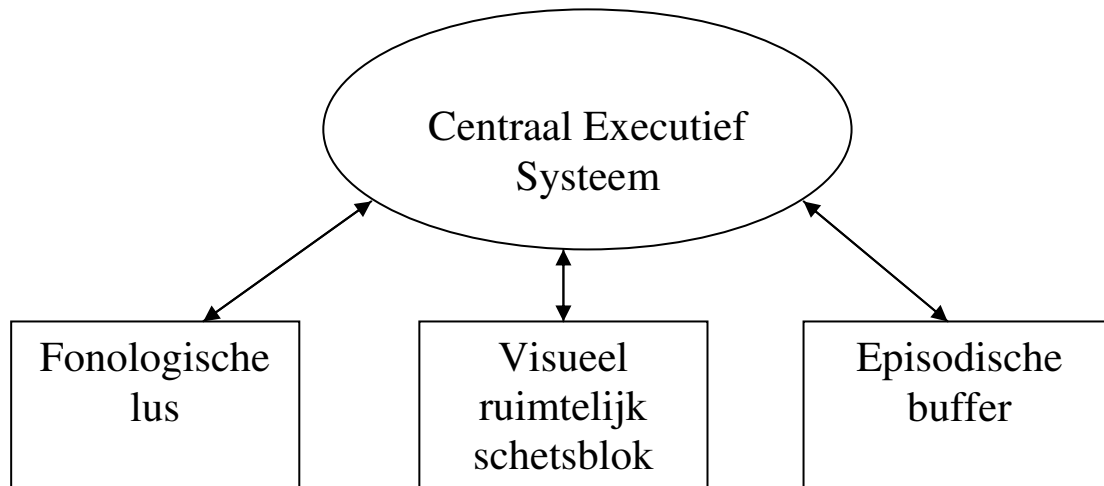 Centraal Executief
Systeem
Fonologische
lus
Visueel
ruimtelijk
schetsblok
Episodische
buffer